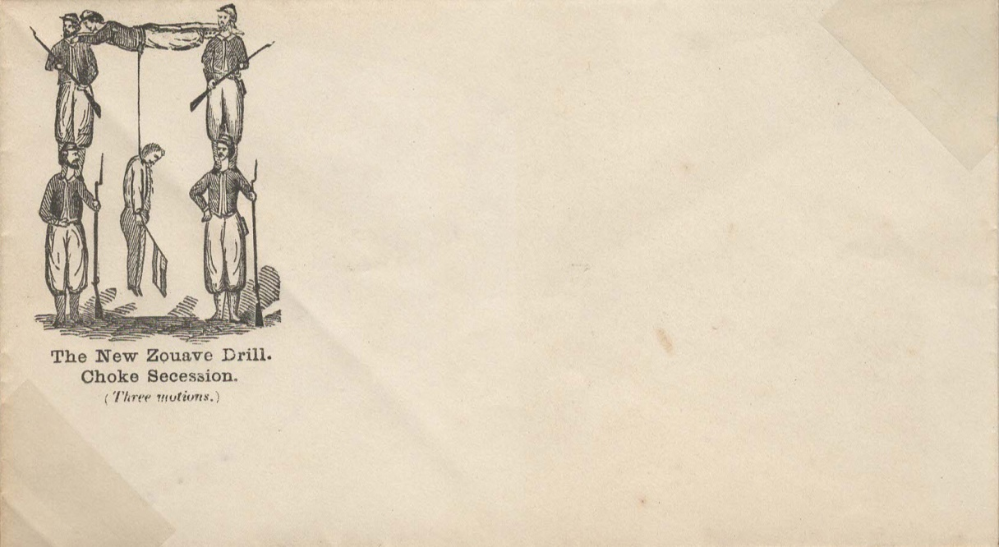 The New Zouave Drill.
Choke Secession.
(Three motions.)